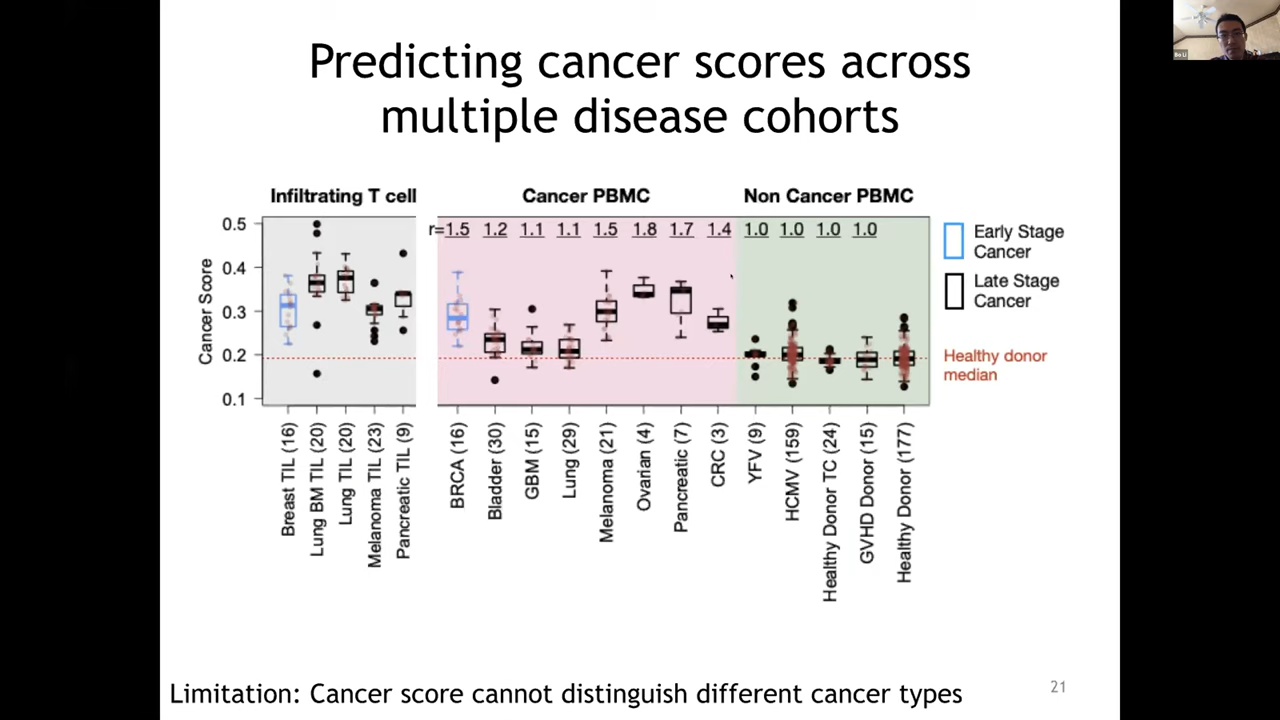 Predicting cancer scores across
multiple disease cohorts
Infiltrating T cell
Cancer PBMC
Non Cancer PBMC
r=1.5 1.2 1.1 1.1 1.5 1.8 1.7 1.4 1.0 1.0 1.0 1.0
Cancer Score
0.5
0.4
0.3
0.2
0.1
Early Stage
Cancer
Late Stage
Cancer
Healthy donor
median
Breast TIL (16)
Lung BM TIL (20)
Lung TIL (20)
Melanoma TIL (23)
Pancreatic TIL (9)
BRCA (16)
Bladder (30)
GBM (15)
Lung (29)
Melanoma (21)
Ovarian (4)
Pancreatic (7)
CRC (3)
YFV (9)
HCMV (159)
Healthy Donor TC (24)
GVHD Donor (15)
Healthy Donor (177)
Limitation: Cancer score cannot distinguish different cancer types
21
Bo Li